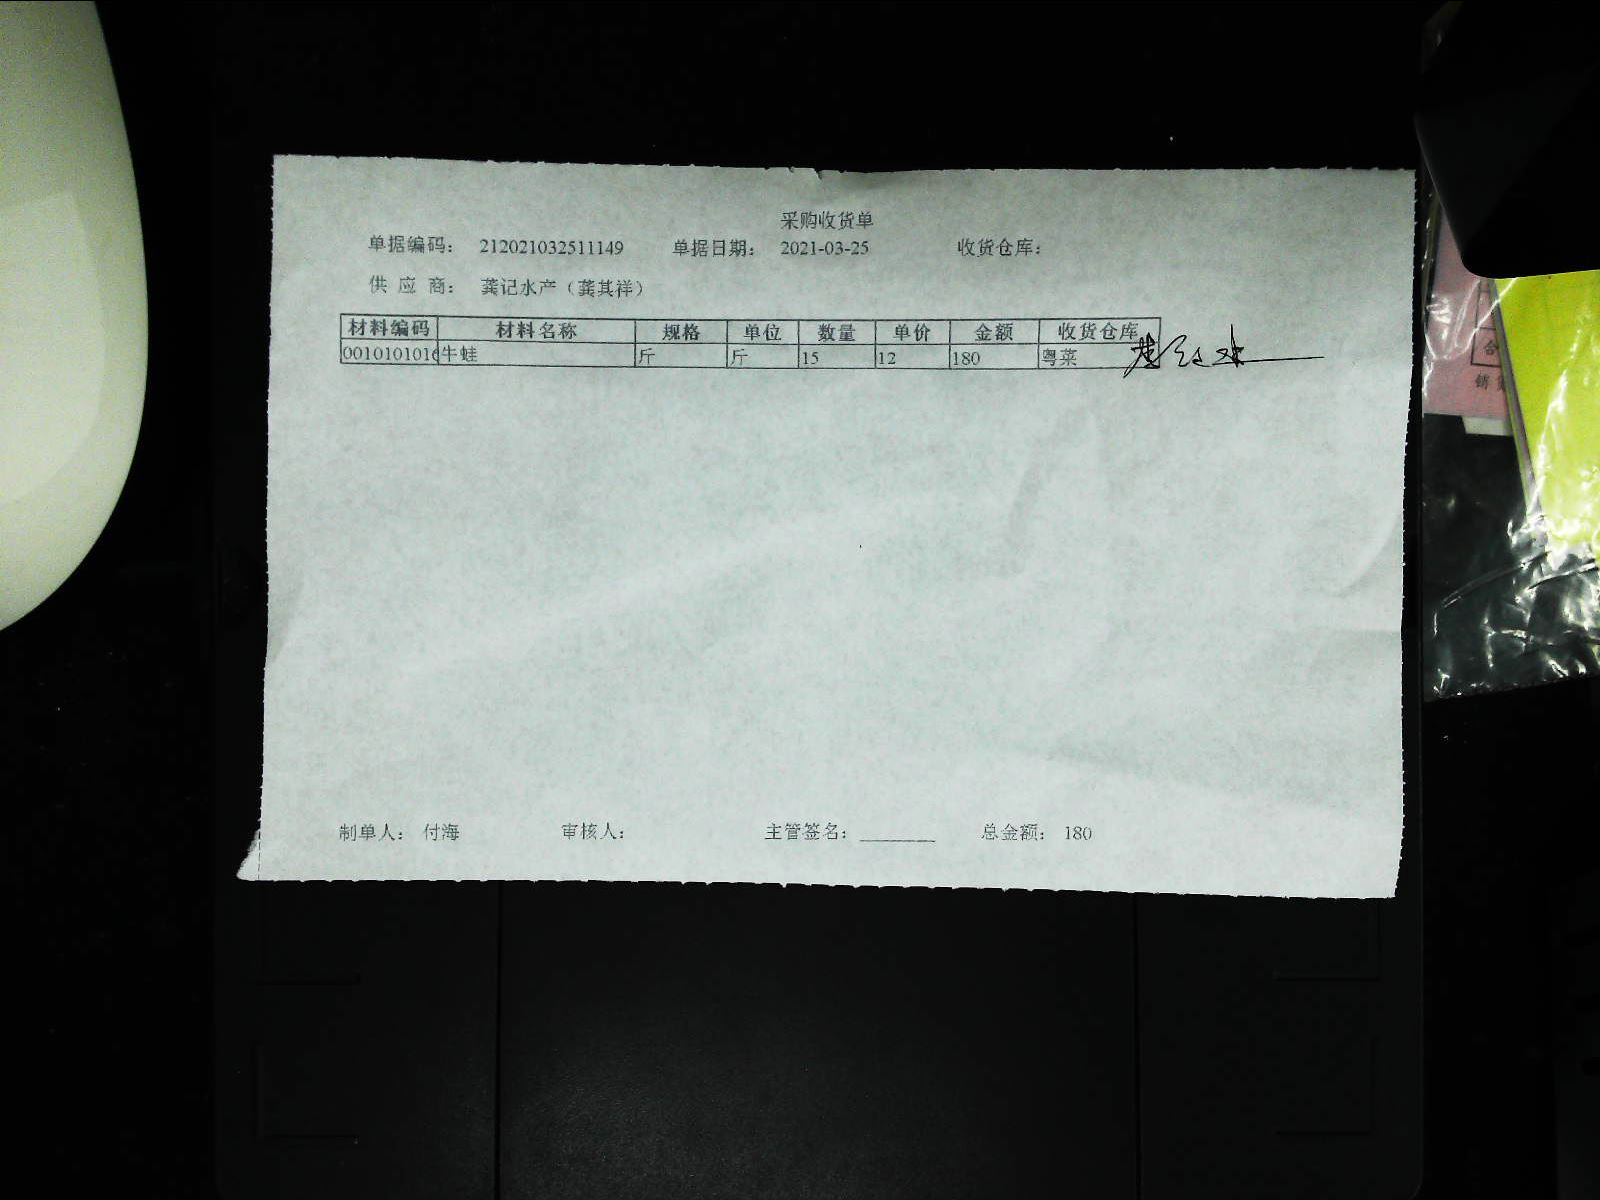 采购收货单
单据编码： 212021032511149 单据日期： 2021-03-25 收货仓库：
供 应 商： 龚记水产（龚其祥）
材料编码 材料名称 规格 单位 数量 单价 金额 收货仓库
001010101 牛蛙 斤 斤 15 12 180 粤菜
合
销
制单人： 付海 审核人： 主管签名： 总金额： 180